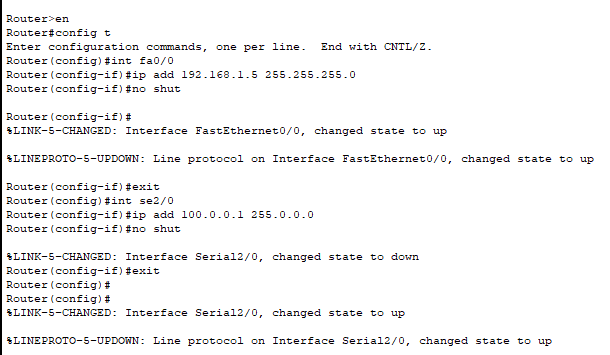 Router>en
Router#config t
Enter configuration commands, one per line.  End with CNTL/Z.
Router(config)#int fa0/0
Router(config-if)#ip add 192.168.1.5 255.255.255.0
Router(config-if)#no shut
Router(config-if)#
%LINK-5-CHANGED: Interface FastEthernet0/0, changed state to up
%LINEPROTO-5-UPDOWN: Line protocol on Interface FastEthernet0/0, changed state to up
Router(config-if)#exit
Router(config)#int se2/0
Router(config-if)#ip add 100.0.0.1 255.0.0.0
Router(config-if)#no shut
%LINK-5-CHANGED: Interface Serial2/0, changed state to down
Router(config-if)#exit
Router(config)#
Router(config)#
%LINK-5-CHANGED: Interface Serial2/0, changed state to up
%LINEPROTO-5-UPDOWN: Line protocol on Interface Serial2/0, changed state to up